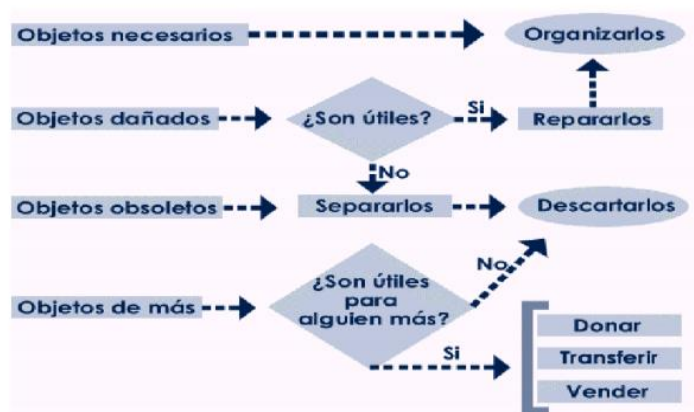 Objetos necesarios
Organizarlos
Objetos dañados
¿Son útiles?
Si
Repararlos
No
Objetos obsoletos
Separarlos
Descartarlos
Objetos de más
¿Son útiles
para
alguien más?
No
Si
Donar
Transferir
Vender